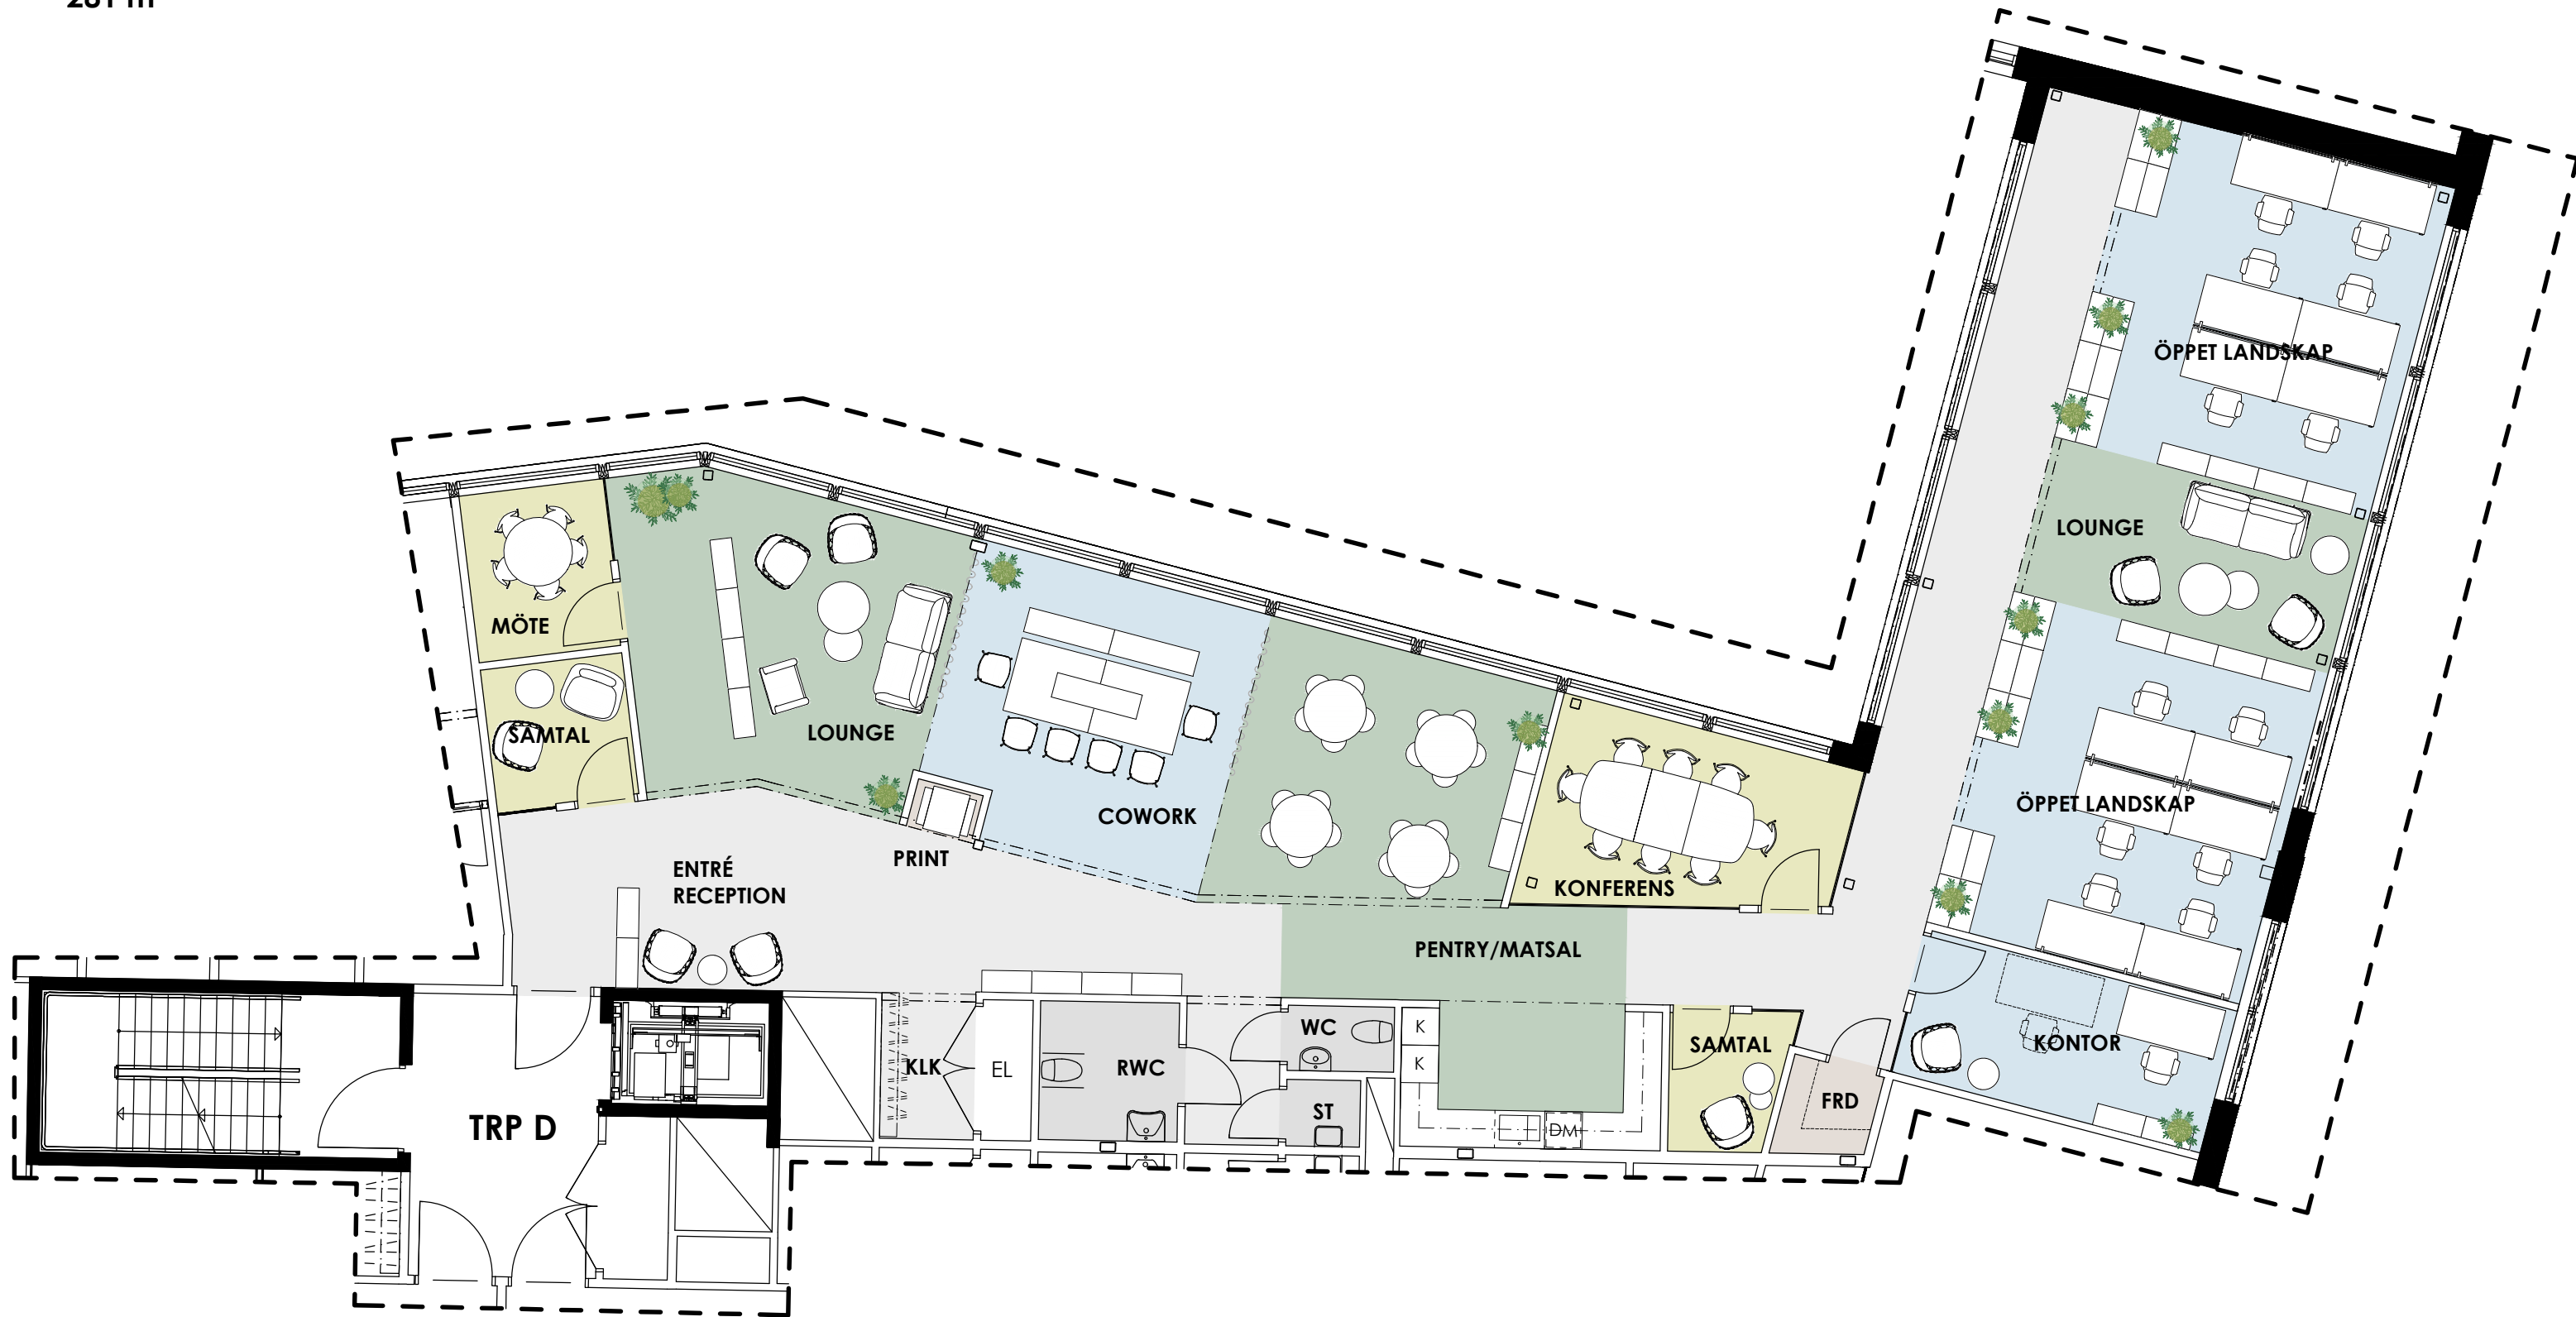 ÖPPET LANDSKAP
LOUNGE
MÖTE
SAMTAL
LOUNGE
COWORK
ÖPPET LANDSKAP
PRINT
ENTRÉ
RECEPTION
KONFERENS
PENTRY/MATSAL
KLK
EL
RWC
WC
K
K
SAMTAL
KONTOR
FRD
ST
DM
TRP D